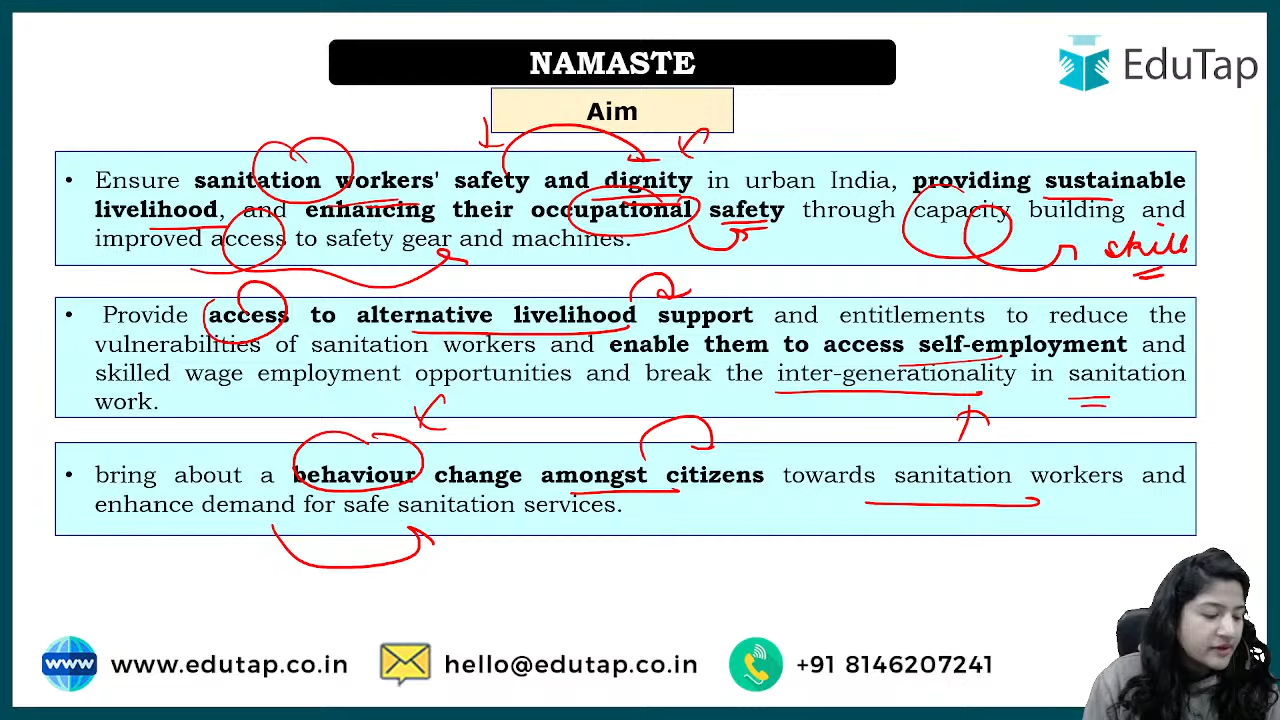 NAMASTE
EduTap
Aim
• Ensure sanitation workers' safety and dignity in urban India, providing sustainable
livelihood, and enhancing their occupational safety through capacity building and
improved access to safety gear and machines.
skill
• Provide access to alternative livelihood support and entitlements to reduce the
vulnerabilities of sanitation workers and enable them to access self-employment and
skilled wage employment opportunities and break the inter-generationality in sanitation
work.
• bring about a behaviour change amongst citizens towards sanitation workers and
enhance demand for safe sanitation services.
www www.edutap.co.in hello@edutap.co.in +91 8146207241